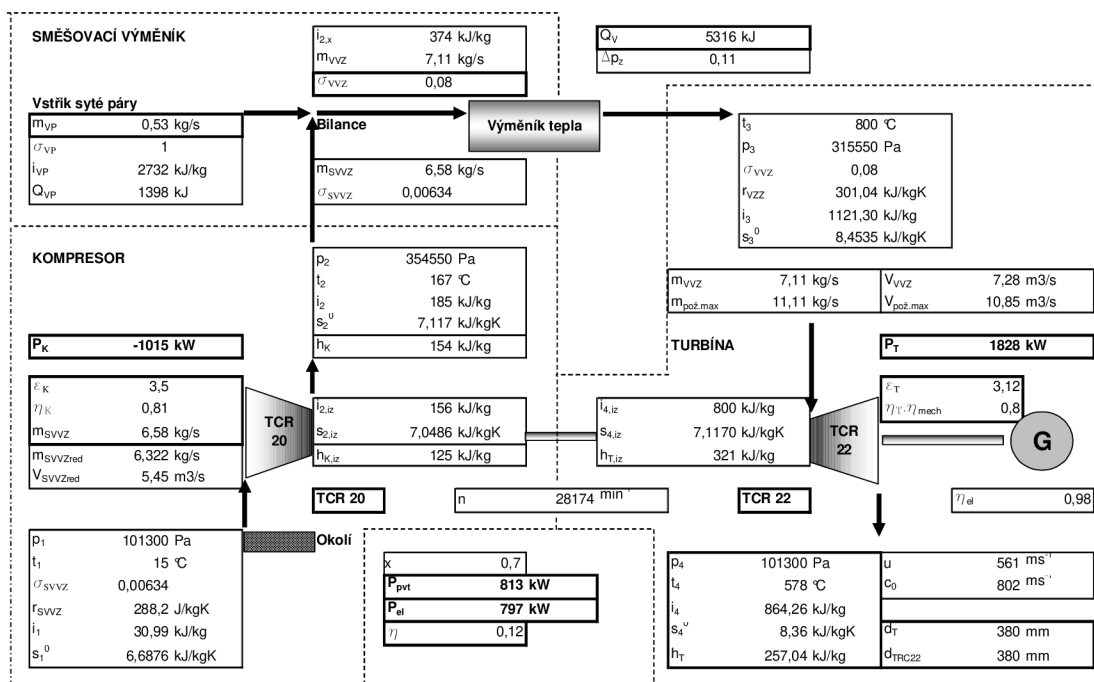 SMĚŠOVACÍ VÝMĚNÍK
i2,x 374 kJ/kg
mVVZ 7,11 kg/s
σVVZ 0,08
QV 5316 kJ
Δpz 0,11
Vstřik syté páry
mVP 0,53 kg/s
σVP 1
iVP 2732 kJ/kg
QVP 1398 kJ
Bilance
Výměník tepla
mSVVZ 6,58 kg/s
σSVVZ 0,00634
t3 800 °C
p3 315550 Pa
σVVZ 0,08
rVZZ 301,04 kJ/kgK
i3 1121,30 kJ/kg
s3⁰ 8,4535 kJ/kgK
KOMPRESOR
p2 354550 Pa
t2 167 °C
i2 185 kJ/kg
s2⁰ 7,117 kJ/kgK
hK 154 kJ/kg
mVVZ 7,11 kg/s VVVZ 7,28 m3/s
mpož.max 11,11 kg/s Vpož.max 10,85 m3/s
PK -1015 kW
TURBÍNA
PT 1828 kW
εK 3,5
ηK 0,81
mSVVZ 6,58 kg/s
mSVVZred 6,322 kg/s
VSVVZred 5,45 m3/s
TCR
20
i2,iz 156 kJ/kg
s2,iz 7,0486 kJ/kgK
hK,iz 125 kJ/kg
i4,iz 800 kJ/kg
s4,iz 7,1170 kJ/kgK
hT,iz 321 kJ/kg
TCR
22
εT 3,12
ηT.ηmech 0,8
G
TCR 20
n 28174 min⁻¹
TCR 22
ηel 0,98
p1 101300 Pa
t1 15 °C
σSVVZ 0,00634
rSVVZ 288,2 J/kgK
i1 30,99 kJ/kg
s1⁰ 6,6876 kJ/kgK
Okolí
x 0,7
Ppvt 813 kW
Pel 797 kW
η 0,12
p4 101300 Pa
t4 578 °C
i4 864,26 kJ/kg
s4⁰ 8,36 kJ/kgK
hT 257,04 kJ/kg
u 561 ms⁻¹
c0 802 ms⁻¹
dT 380 mm
dTRC22 380 mm